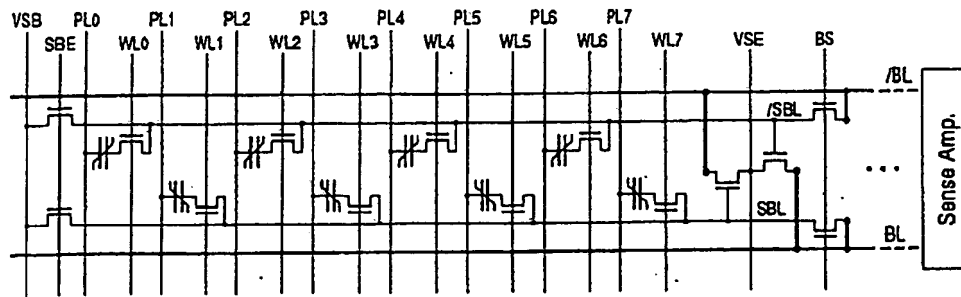 VSB PL0 PL1 PL2 PL3 PL4 PL5 PL6 PL7
SBE WL0 WL1 WL2 WL3 WL4 WL5 WL6 WL7 VSE BS
/BL
/SBL
SBL
BL
Sense Amp.